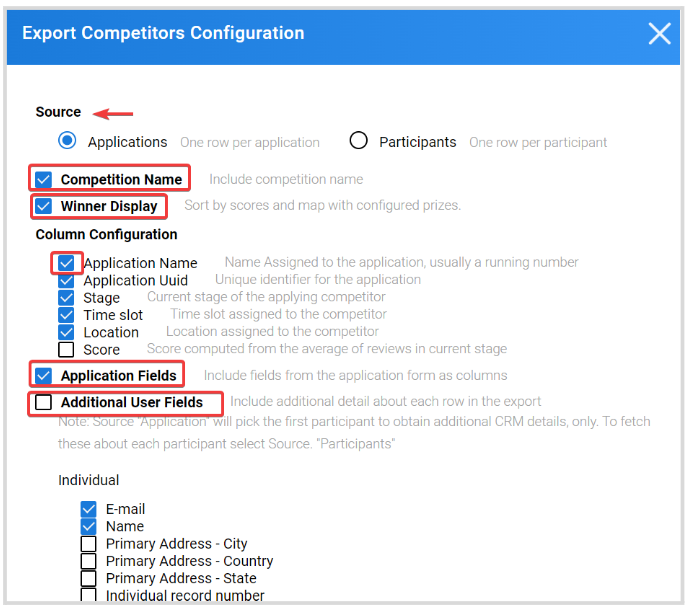 Export Competitors Configuration
Source
Applications One row per application Participants One row per participant
Competition Name Include competition name
Winner Display Sort by scores and map with configured prizes.
Column Configuration
Application Name Name Assigned to the application, usually a running number
Application Uuid Unique identifier for the application
Stage Current stage of the applying competitor
Time slot Time slot assigned to the competitor
Location Location assigned to the competitor
Score Score computed from the average of reviews in current stage
Application Fields Include fields from the application form as columns
Additional User Fields Include additional detail about each row in the export
Note: Source "Application" will pick the first participant to obtain additional CRM details, only. To fetch
these about each participant select Source. "Participants"
Individual
E-mail
Name
Primary Address - City
Primary Address - Country
Primary Address - State
Individual record number